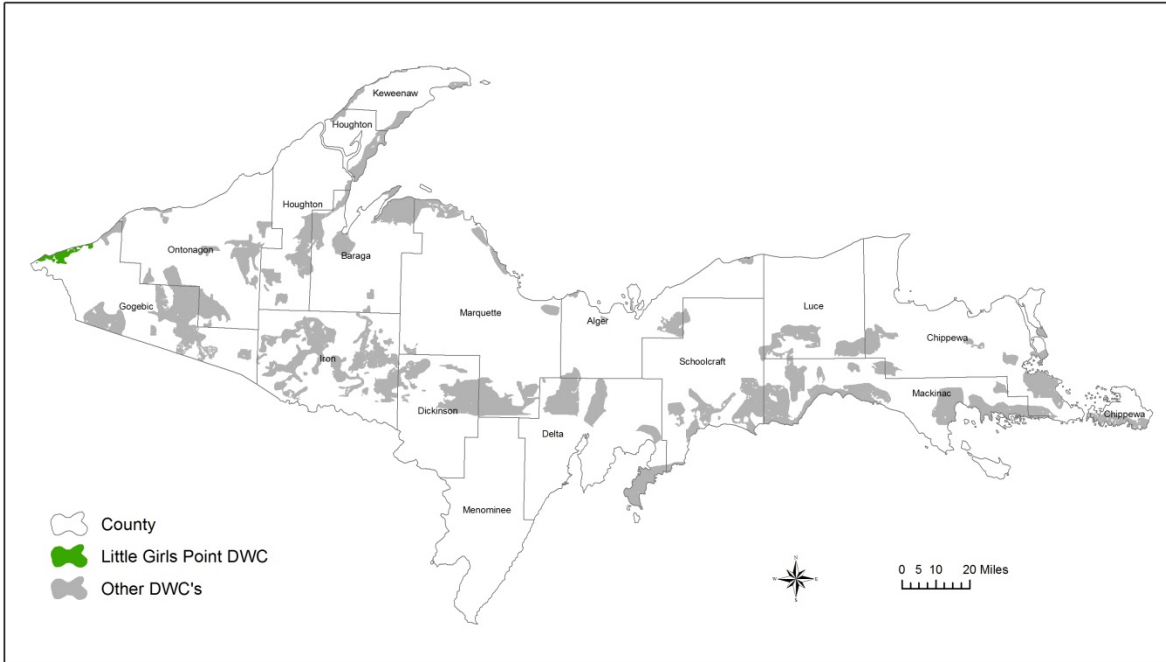 Keweenaw
Houghton
Houghton
Ontonagon
Baraga
Gogebic
Marquette
Alger
Luce
Chippewa
Iron
Schoolcraft
Dickinson
Mackinac
Chippewa
Delta
Menominee
County
Little Girls Point DWC
Other DWC's
N
W E
S
0 5 10 20 Miles